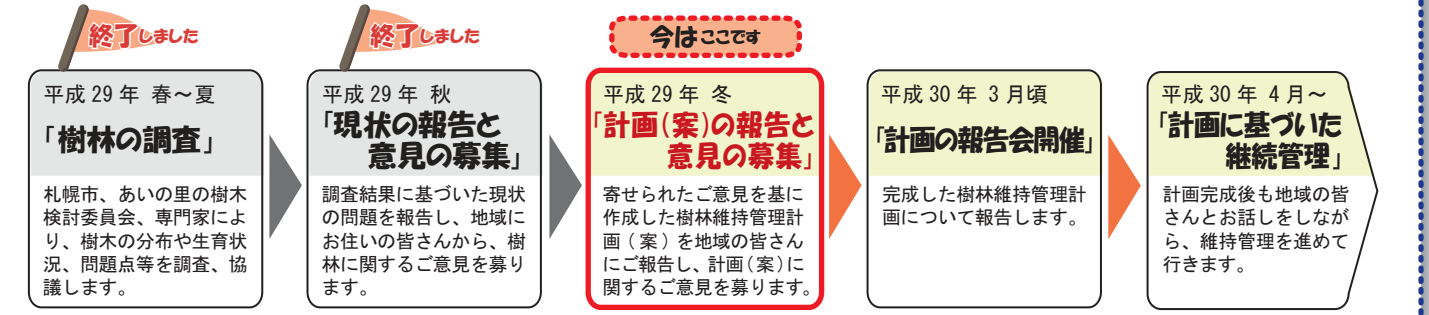 終了しました
平成 29 年 春～夏
「樹林の調査」
札幌市、あいの里の樹木
検討委員会、専門家によ
り、樹木の分布や生育状
況、問題点等を調査、協
議します。
終了しました
平成 29 年 秋
「現状の報告と
意見の募集」
調査結果に基づいた現状
の問題を報告し、地域に
お住いの皆さんから、樹
林に関するご意見を募り
ます。
今はここです
平成 29 年 冬
「計画(案)の報告と
意見の募集」
寄せられたご意見を基に
作成した樹林維持管理計
画(案)を地域の皆さん
にご報告し、計画(案)に
関するご意見を募ります。
平成 30 年 3 月頃
「計画の報告会開催」
完成した樹林維持管理計
画について報告します。
平成 30 年 4 月～
「計画に基づいた
継続管理」
計画完成後も地域の皆
さんとお話しをしなが
ら、維持管理を進めて
行きます。